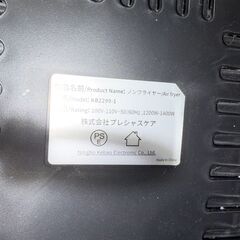 品名/Product Name: ノンフライヤー/Air fryer
Model: KB2299-1
Rating: 100V-110V~50/60Hz, 1200W-1400W
株式会社プレシャスケア
PS
E
Ningbo Keibao Electronic Co., Ltd.
Made in China